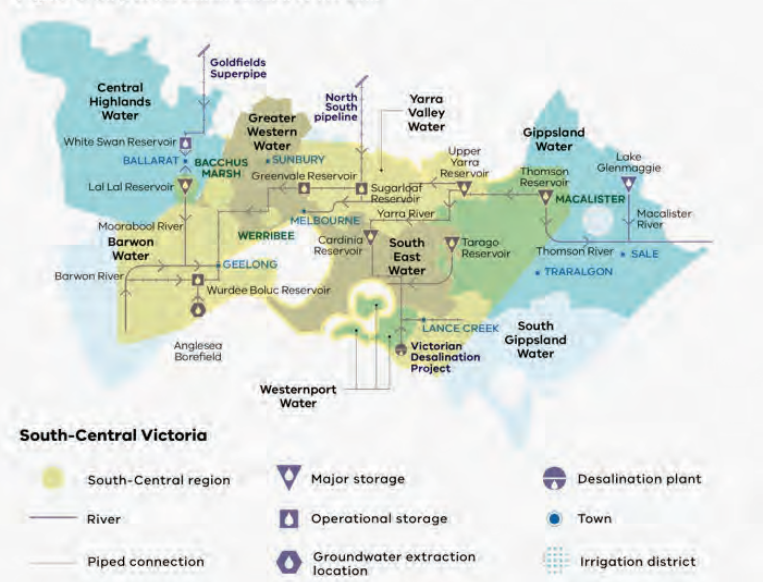 Goldfields
Superpipe
Central
Highlands
Water
North
South
pipeline
Yarra
Valley
Water
Greater
Western
Water
Gippsland
Water
White Swan Reservoir
BALLARAT
BACCHUS
MARSH
SUNBURY
Upper
Yarra
Reservoir
Lake
Glenmaggie
Thomson
Reservoir
Greenvale Reservoir
Lal Lal Reservoir
Sugarloaf
Reservoir
MACALISTER
Yarra River
Moorabool River
MELBOURNE
Macalister
River
WERRIBEE
Barwon
Water
Cardinia
Reservoir
South
East
Water
Tarago
Reservoir
Thomson River
SALE
GEELONG
TRARALGON
Barwon River
Wurdee Boluc Reservoir
LANCE CREEK
South
Gippsland
Water
Anglesea
Borefield
Victorian
Desalination
Project
Westernport
Water
South-Central Victoria
South-Central region
Major storage
Desalination plant
River
Operational storage
Town
Piped connection
Groundwater extraction
location
Irrigation district